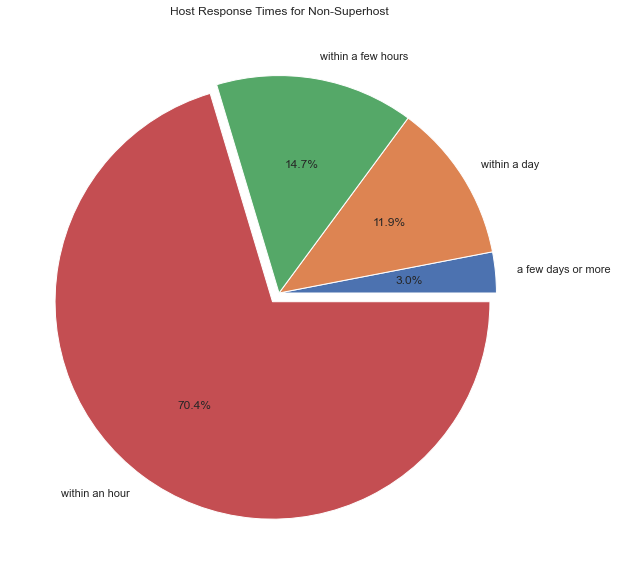 Host Response Times for Non-Superhost
within a few hours
14.7%
within a day
11.9%
a few days or more
3.0%
70.4%
within an hour